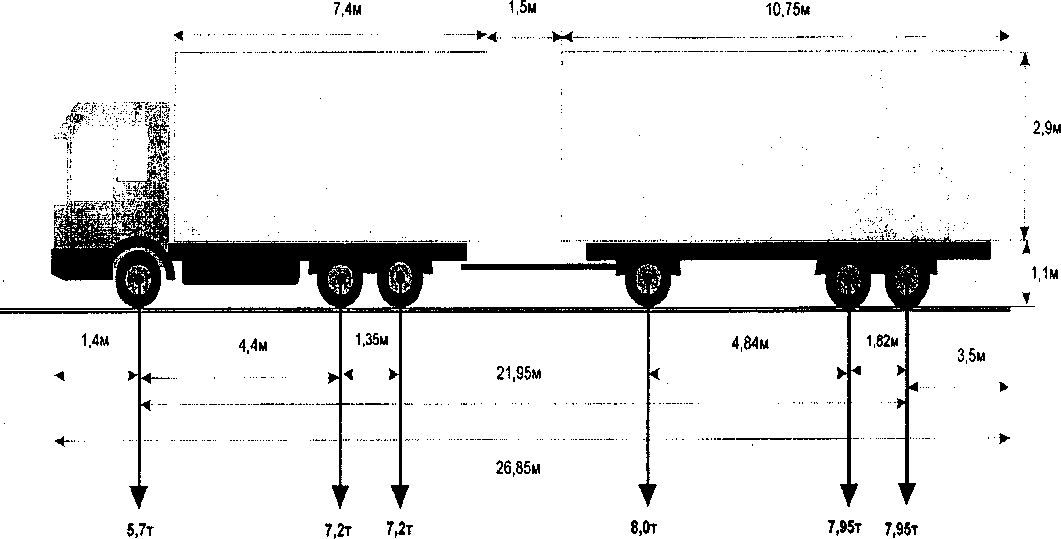 7,4м 1,5м 10,75м
2,9м
1,1м
1,4м 4,4м 1,35м 4,84м 1,82м 3,5м
21,95м
26,85м
5,7т 7,2т 7,2т 8,0т 7,95т 7,95т